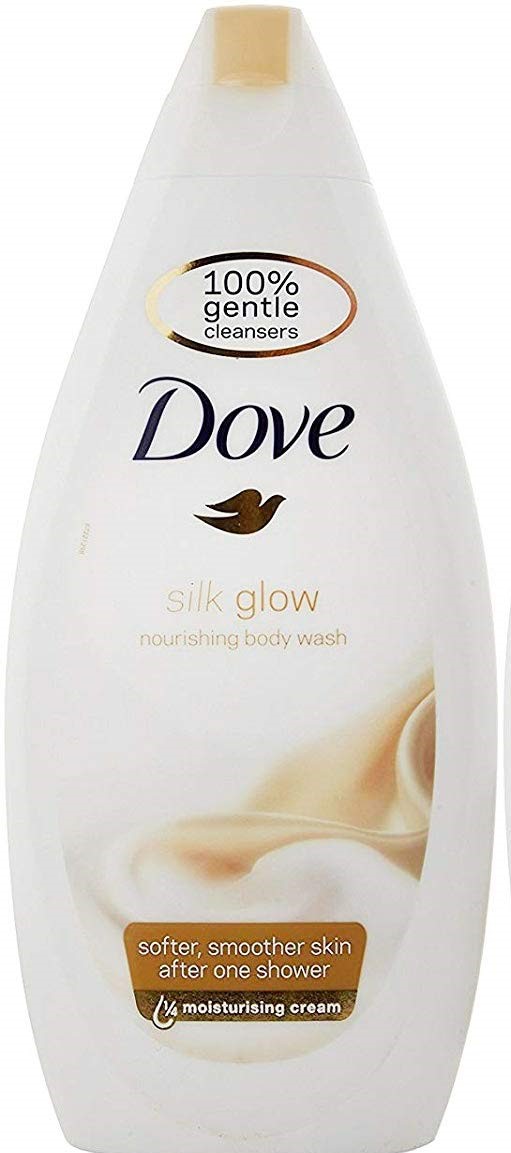 100%
gentle
cleansers
Dove
silk glow
nourishing body wash
softer, smoother skin
after one shower
¼ moisturising cream